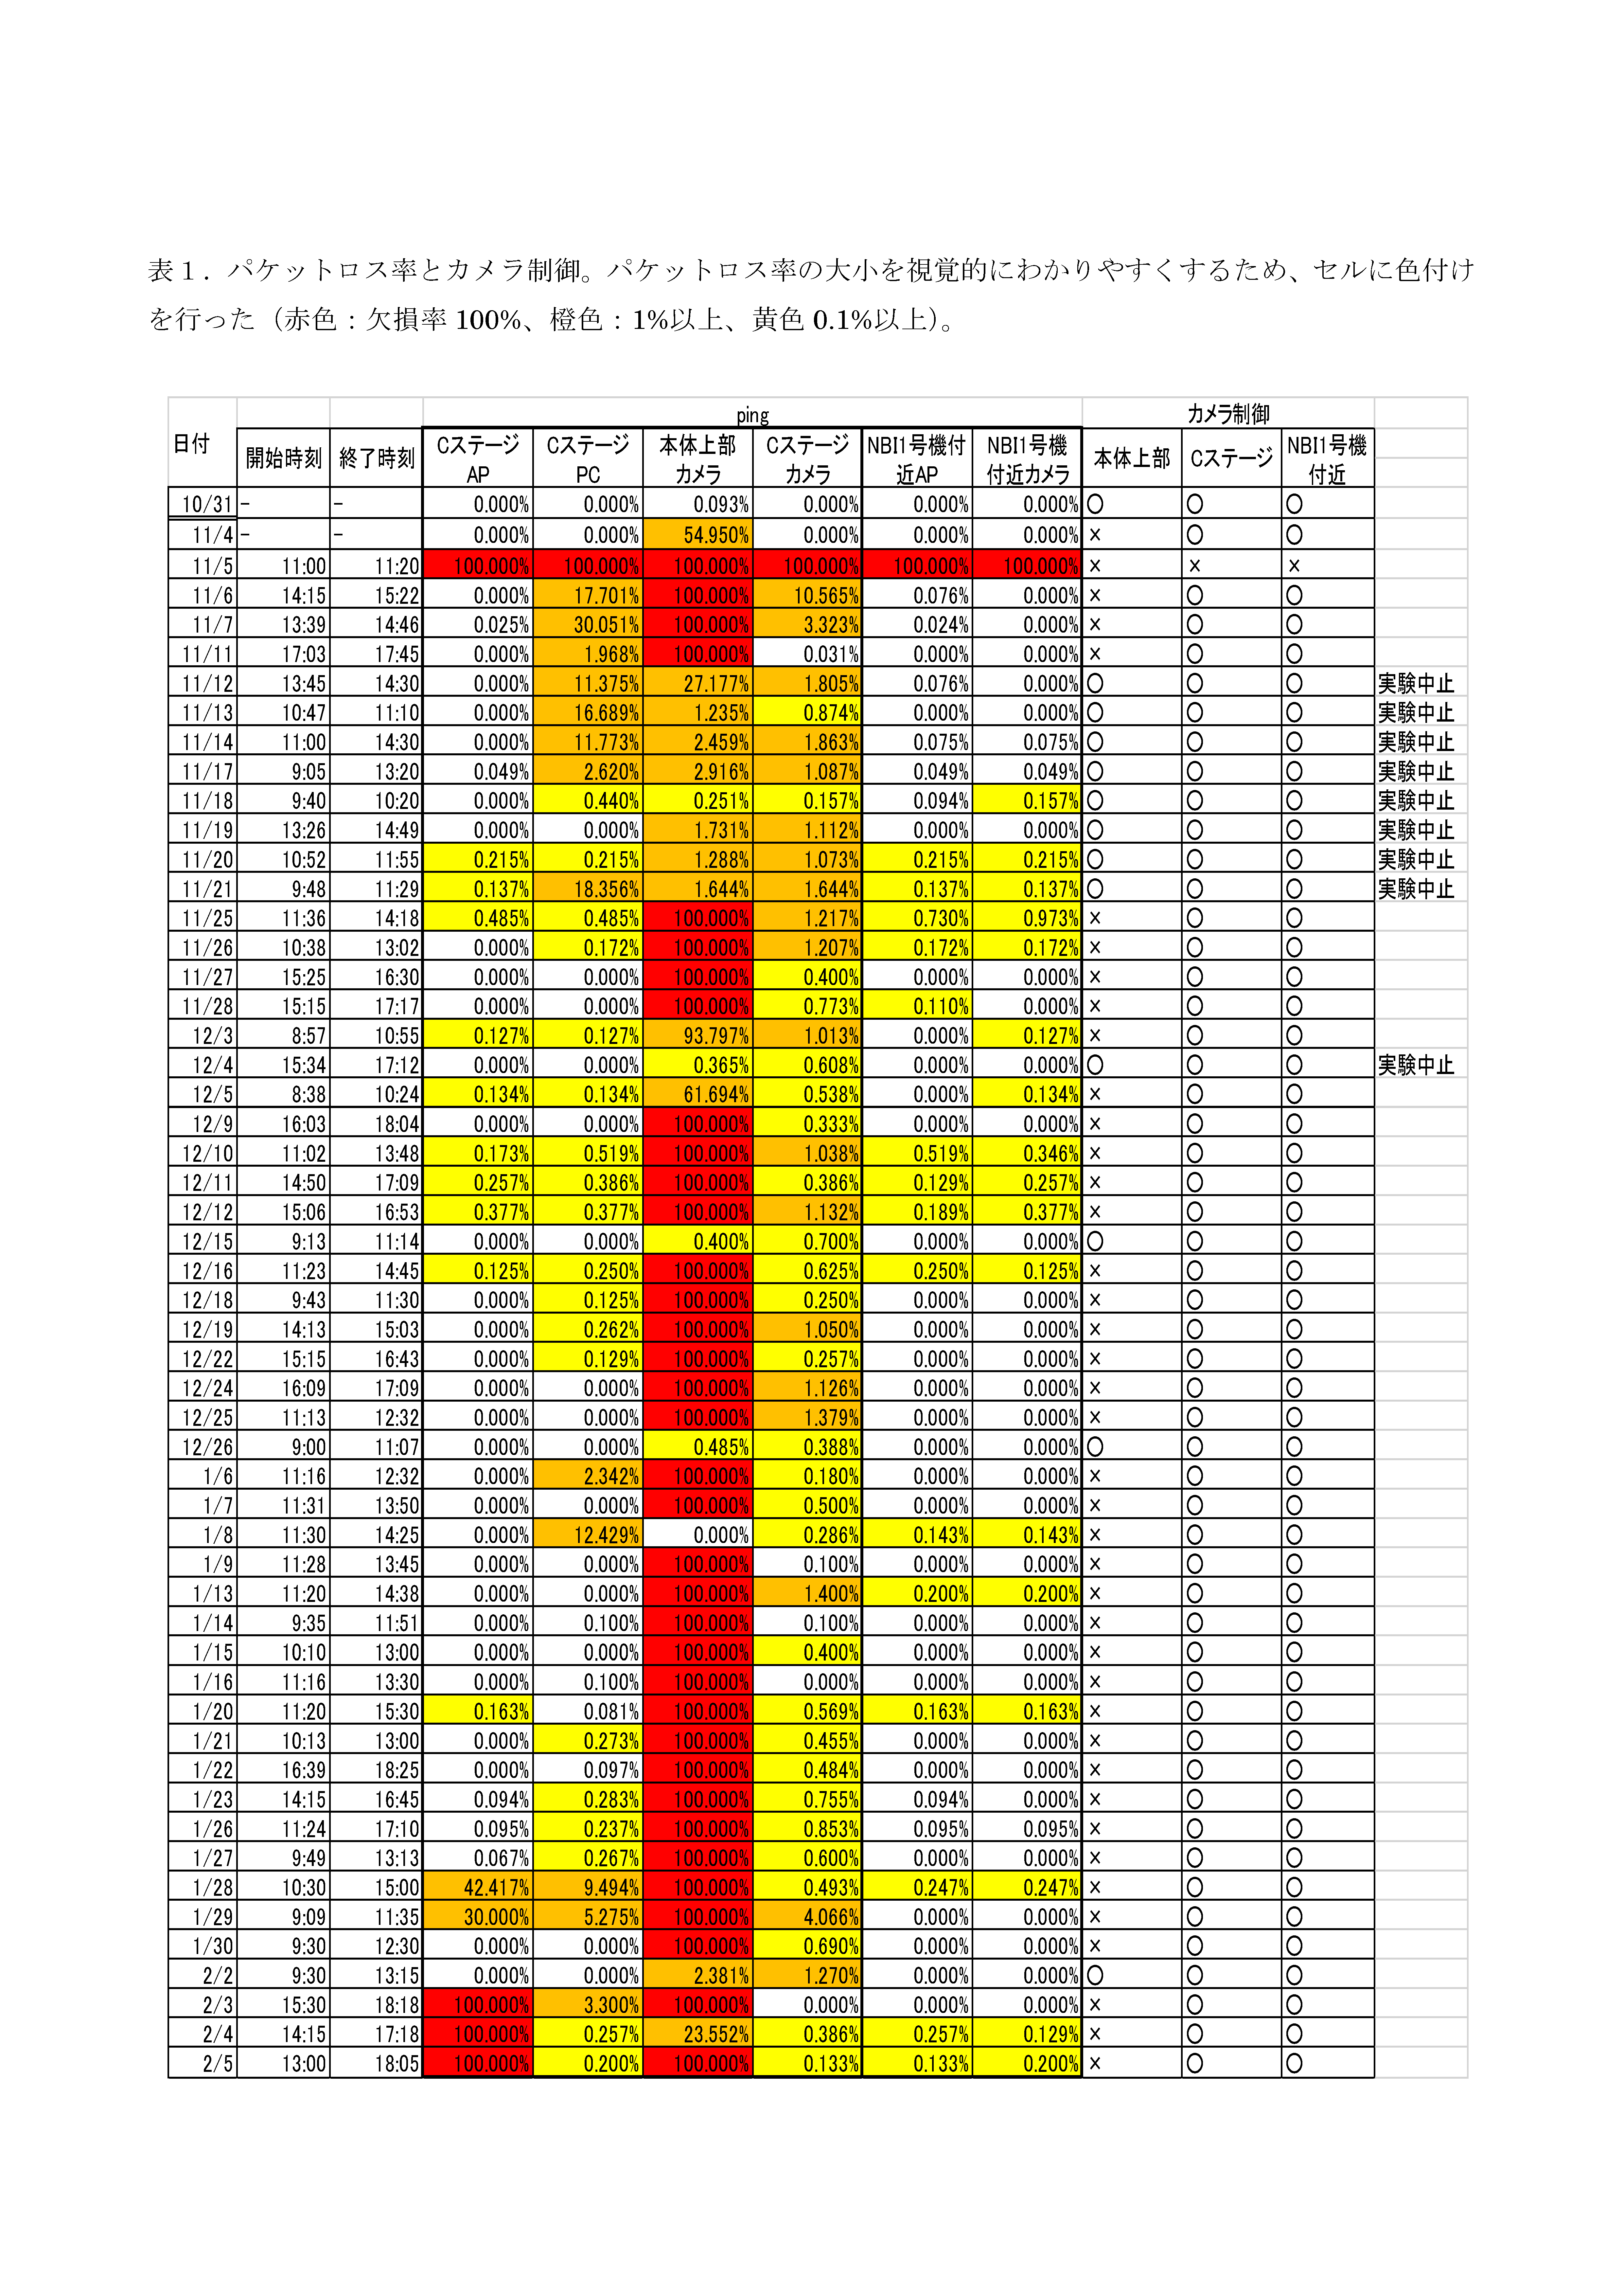 表１．パケットロス率とカメラ制御。パケットロス率の大小を視覚的にわかりやすくするため、セルに色付け
を行った（赤色：欠損率 100%、橙色：1%以上、黄色 0.1%以上）。
ping カメラ制御
日付 開始時刻 終了時刻 CステージAP CステージPC 本体上部カメラ Cステージカメラ NBI1号機付近AP NBI1号機付近カメラ 本体上部 Cステージ NBI1号機付近
10/31 - - 0.000% 0.000% 0.093% 0.000% 0.000% 0.000% ○ ○ ○
11/4 - - 0.000% 0.000% 54.950% 0.000% 0.000% 0.000% × ○ ○
11/5 11:00 11:20 100.000% 100.000% 100.000% 100.000% 100.000% 100.000% × × ×
11/6 14:15 15:22 0.000% 17.701% 100.000% 10.565% 0.076% 0.000% × ○ ○
11/7 13:39 14:46 0.025% 30.051% 100.000% 3.323% 0.024% 0.000% × ○ ○
11/11 17:03 17:45 0.000% 1.968% 100.000% 0.031% 0.000% 0.000% × ○ ○
11/12 13:45 14:30 0.000% 11.375% 27.177% 1.805% 0.076% 0.000% ○ ○ ○ 実験中止
11/13 10:47 11:10 0.000% 16.689% 1.235% 0.874% 0.000% 0.000% ○ ○ ○ 実験中止
11/14 11:00 14:30 0.000% 11.773% 2.459% 1.863% 0.075% 0.075% ○ ○ ○ 実験中止
11/17 9:05 13:20 0.049% 2.620% 2.916% 1.087% 0.049% 0.049% ○ ○ ○ 実験中止
11/18 9:40 10:20 0.000% 0.440% 0.251% 0.157% 0.094% 0.157% ○ ○ ○ 実験中止
11/19 13:26 14:49 0.000% 0.000% 1.731% 1.112% 0.000% 0.000% ○ ○ ○ 実験中止
11/20 10:52 11:55 0.215% 0.215% 1.288% 1.073% 0.215% 0.215% ○ ○ ○ 実験中止
11/21 9:48 11:29 0.137% 18.356% 1.644% 1.644% 0.137% 0.137% ○ ○ ○ 実験中止
11/25 11:36 14:18 0.485% 0.485% 100.000% 1.217% 0.730% 0.973% × ○ ○
11/26 10:38 13:02 0.000% 0.172% 100.000% 1.207% 0.172% 0.172% × ○ ○
11/27 15:25 16:30 0.000% 0.000% 100.000% 0.400% 0.000% 0.000% × ○ ○
11/28 15:15 17:17 0.000% 0.000% 100.000% 0.773% 0.110% 0.000% × ○ ○
12/3 8:57 10:55 0.127% 0.127% 93.797% 1.013% 0.000% 0.127% × ○ ○
12/4 15:34 17:12 0.000% 0.000% 0.365% 0.608% 0.000% 0.000% ○ ○ ○ 実験中止
12/5 8:38 10:24 0.134% 0.134% 61.694% 0.538% 0.000% 0.134% × ○ ○
12/9 16:03 18:04 0.000% 0.000% 100.000% 0.333% 0.000% 0.000% × ○ ○
12/10 11:02 13:48 0.173% 0.519% 100.000% 1.038% 0.519% 0.346% × ○ ○
12/11 14:50 17:09 0.257% 0.386% 100.000% 0.386% 0.129% 0.257% × ○ ○
12/12 15:06 16:53 0.377% 0.377% 100.000% 1.132% 0.189% 0.377% × ○ ○
12/15 9:13 11:14 0.000% 0.000% 0.400% 0.700% 0.000% 0.000% ○ ○ ○
12/16 11:23 14:45 0.125% 0.250% 100.000% 0.625% 0.250% 0.125% × ○ ○
12/18 9:43 11:30 0.000% 0.125% 100.000% 0.250% 0.000% 0.000% × ○ ○
12/19 14:13 15:03 0.000% 0.262% 100.000% 1.050% 0.000% 0.000% × ○ ○
12/22 15:15 16:43 0.000% 0.129% 100.000% 0.257% 0.000% 0.000% × ○ ○
12/24 16:09 17:09 0.000% 0.000% 100.000% 1.126% 0.000% 0.000% × ○ ○
12/25 11:13 12:32 0.000% 0.000% 100.000% 1.379% 0.000% 0.000% × ○ ○
12/26 9:00 11:07 0.000% 0.000% 0.485% 0.388% 0.000% 0.000% ○ ○ ○
1/6 11:16 12:32 0.000% 2.342% 100.000% 0.180% 0.000% 0.000% × ○ ○
1/7 11:31 13:50 0.000% 0.000% 100.000% 0.500% 0.000% 0.000% × ○ ○
1/8 11:30 14:25 0.000% 12.429% 0.000% 0.286% 0.143% 0.143% × ○ ○
1/9 11:28 13:45 0.000% 0.000% 100.000% 0.100% 0.000% 0.000% × ○ ○
1/13 11:20 14:38 0.000% 0.000% 100.000% 1.400% 0.200% 0.200% × ○ ○
1/14 9:35 11:51 0.000% 0.100% 100.000% 0.100% 0.000% 0.000% × ○ ○
1/15 10:10 13:00 0.000% 0.000% 100.000% 0.400% 0.000% 0.000% × ○ ○
1/16 11:16 13:30 0.000% 0.100% 100.000% 0.000% 0.000% 0.000% × ○ ○
1/20 11:20 15:30 0.163% 0.081% 100.000% 0.569% 0.163% 0.163% × ○ ○
1/21 10:13 13:00 0.000% 0.273% 100.000% 0.455% 0.000% 0.000% × ○ ○
1/22 16:39 18:25 0.000% 0.097% 100.000% 0.484% 0.000% 0.000% × ○ ○
1/23 14:15 16:45 0.094% 0.283% 100.000% 0.755% 0.094% 0.000% × ○ ○
1/26 11:24 17:10 0.095% 0.237% 100.000% 0.853% 0.095% 0.095% × ○ ○
1/27 9:49 13:13 0.067% 0.267% 100.000% 0.600% 0.000% 0.000% × ○ ○
1/28 10:30 15:00 42.417% 9.494% 100.000% 0.493% 0.247% 0.247% × ○ ○
1/29 9:09 11:35 30.000% 5.275% 100.000% 4.066% 0.000% 0.000% × ○ ○
1/30 9:30 12:30 0.000% 0.000% 100.000% 0.690% 0.000% 0.000% × ○ ○
2/2 9:30 13:15 0.000% 0.000% 2.381% 1.270% 0.000% 0.000% ○ ○ ○
2/3 15:30 18:18 100.000% 3.300% 100.000% 0.000% 0.000% 0.000% × ○ ○
2/4 14:15 17:18 100.000% 0.257% 23.552% 0.386% 0.257% 0.129% × ○ ○
2/5 13:00 18:05 100.000% 0.200% 100.000% 0.133% 0.133% 0.200% × ○ ○